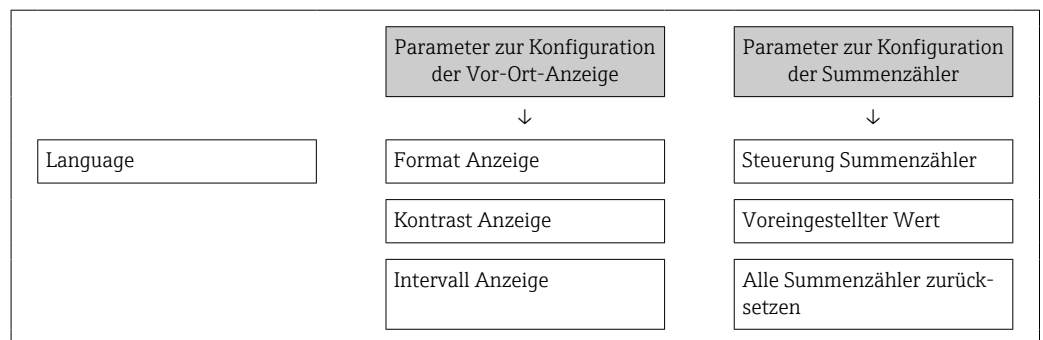 Parameter zur Konfiguration
der Vor-Ort-Anzeige
Parameter zur Konfiguration
der Summenzähler
↓
↓
Language
Format Anzeige
Steuerung Summenzähler
Kontrast Anzeige
Voreingestellter Wert
Intervall Anzeige
Alle Summenzähler zurück-
setzen